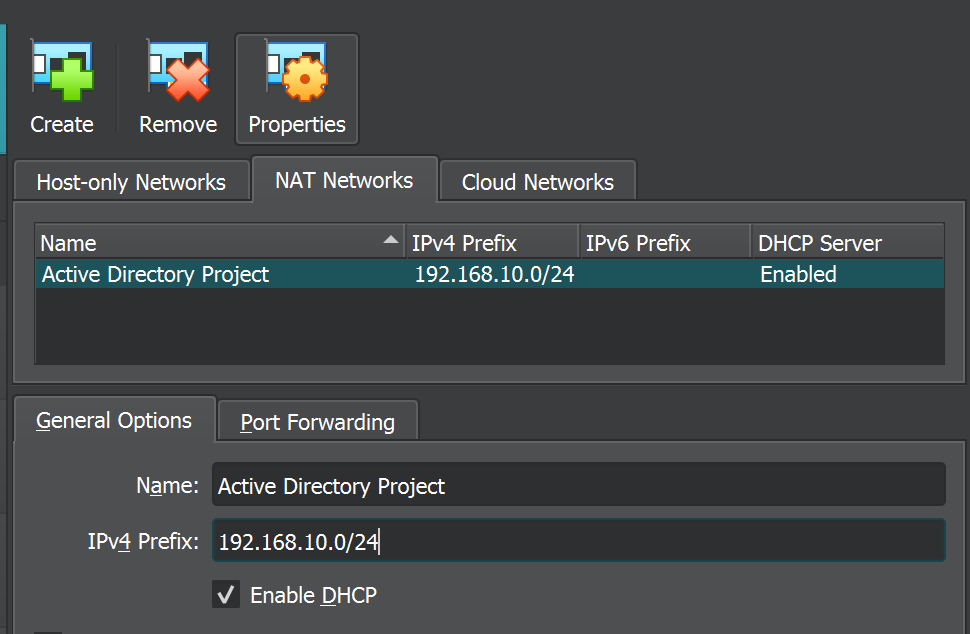 Create Remove Properties
Host-only Networks NAT Networks Cloud Networks
Name IPv4 Prefix IPv6 Prefix DHCP Server
Active Directory Project 192.168.10.0/24 Enabled
General Options Port Forwarding
Name: Active Directory Project
IPv4 Prefix: 192.168.10.0/24
Enable DHCP